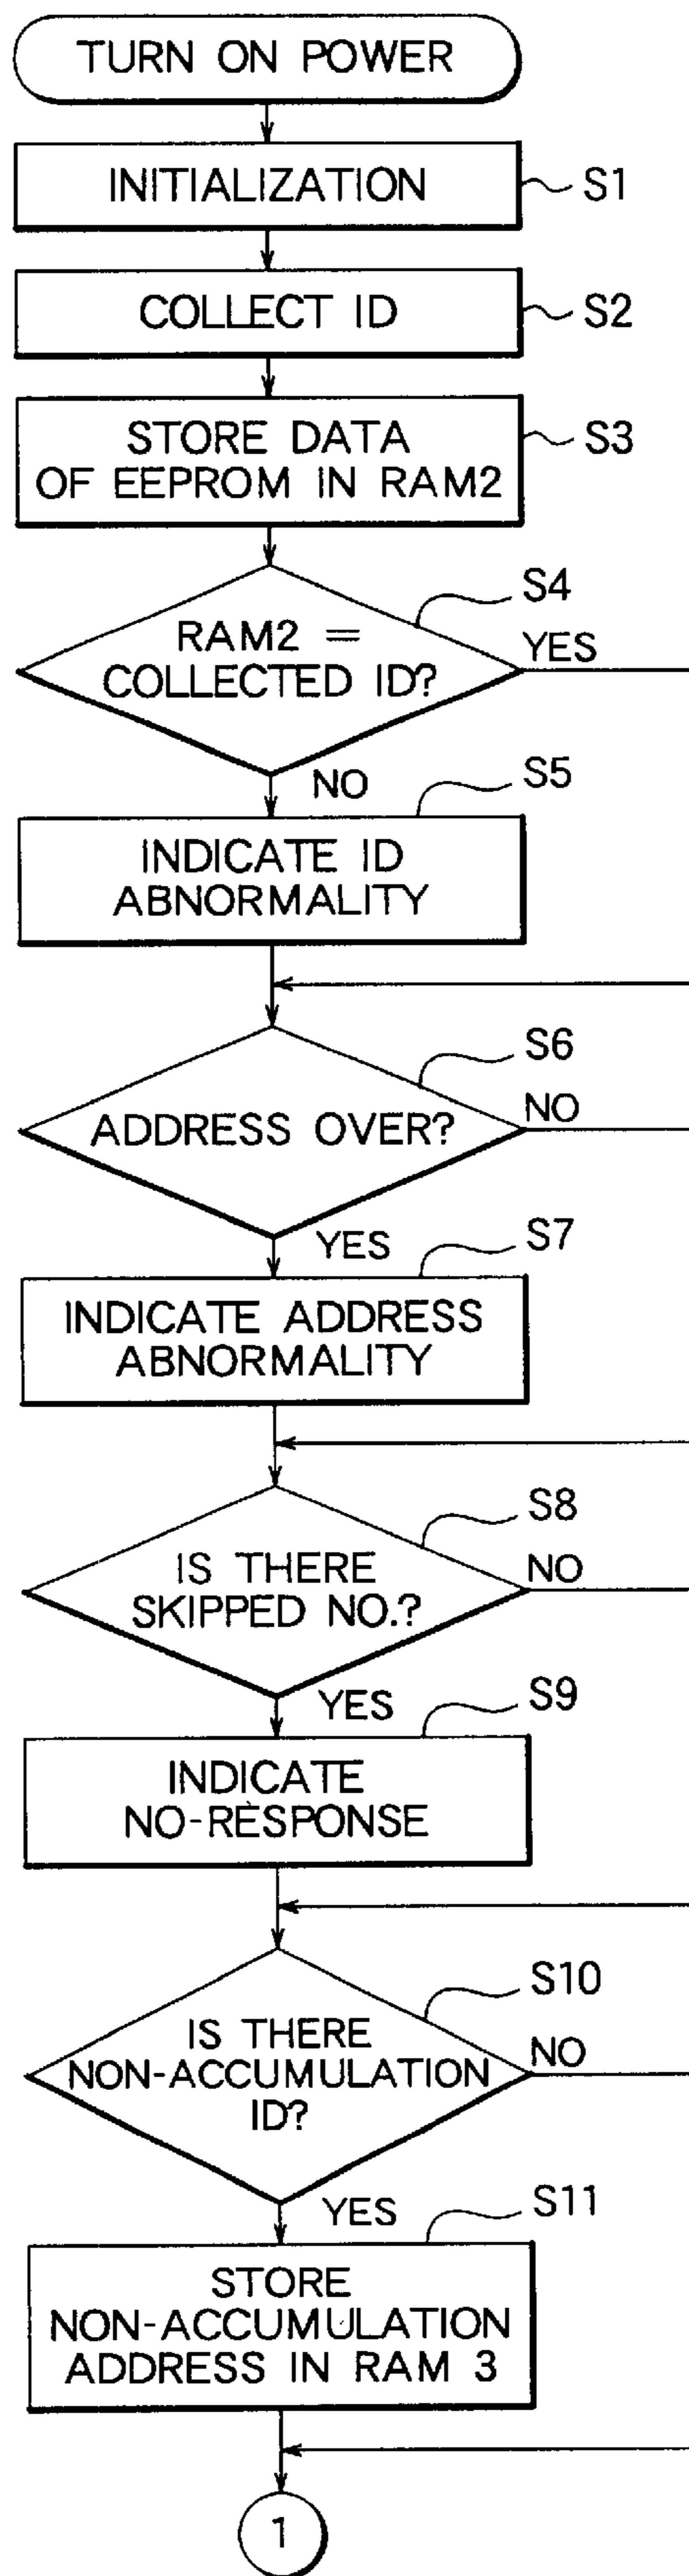 TURN ON POWER
INITIALIZATION
S1
COLLECT ID
S2
STORE DATA
OF EEPROM IN RAM2
S3
S4
RAM2 =
COLLECTED ID?
YES
NO
S5
INDICATE ID
ABNORMALITY
S6
ADDRESS OVER?
NO
YES
S7
INDICATE ADDRESS
ABNORMALITY
S8
IS THERE
SKIPPED NO.?
NO
YES
S9
INDICATE
NO-RESPONSE
S10
IS THERE
NON-ACCUMULATION
ID?
NO
YES
S11
STORE
NON-ACCUMULATION
ADDRESS IN RAM 3
1